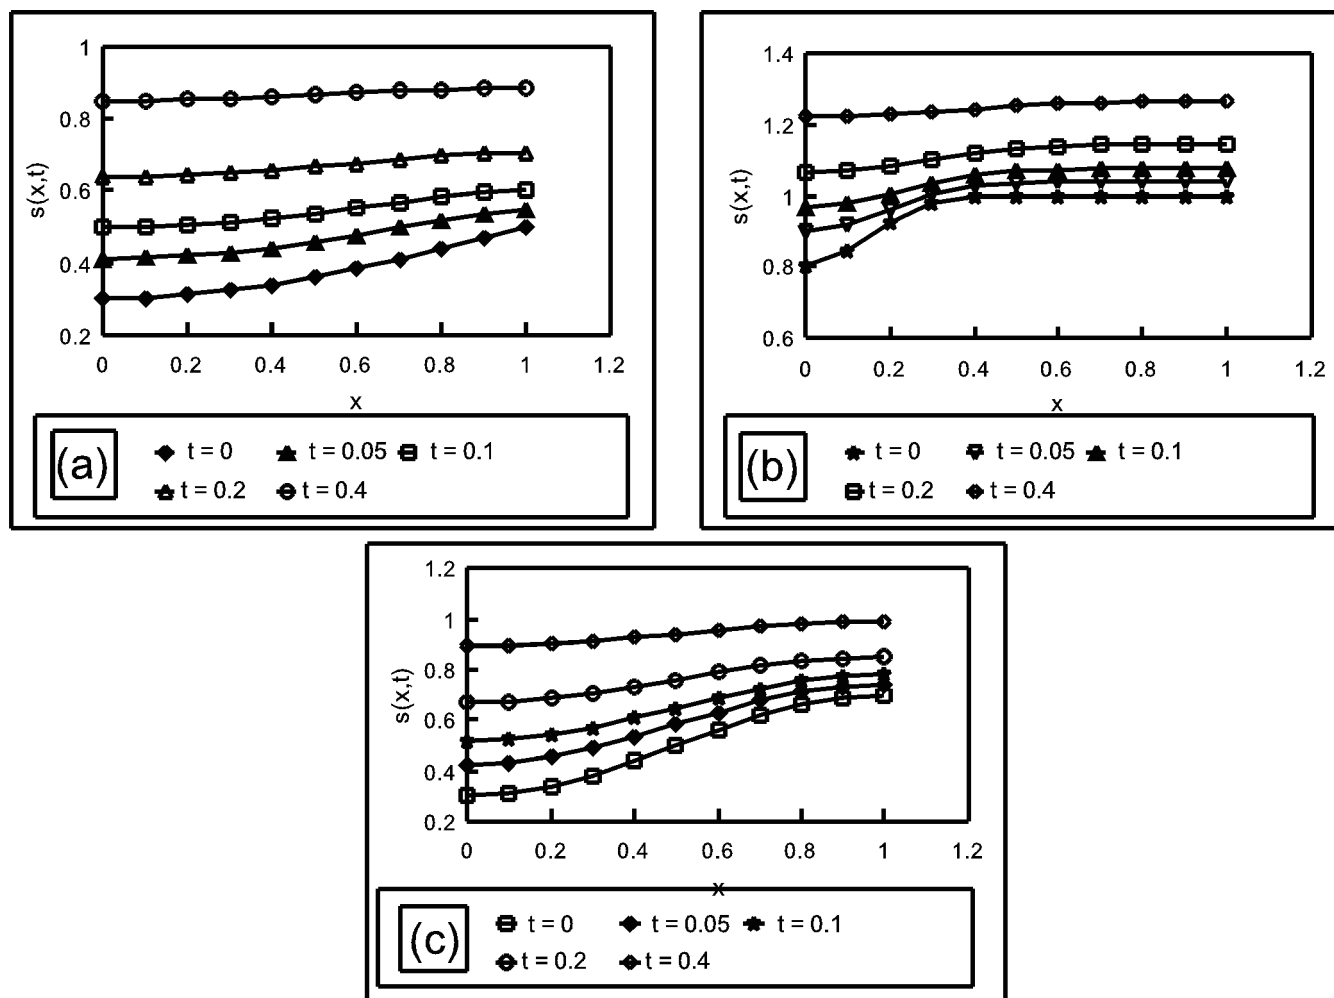 1
0.8
0.6
0.4
0.2
s(x,t)
0 0.2 0.4 0.6 0.8 1 1.2
x
(a)
t = 0 t = 0.05 t = 0.1
t = 0.2 t = 0.4
1.4
1.2
1
0.8
0.6
s(x,t)
0 0.2 0.4 0.6 0.8 1 1.2
x
(b)
t = 0 t = 0.05 t = 0.1
t = 0.2 t = 0.4
1.2
1
0.8
0.6
0.4
0.2
s(x,t)
0 0.2 0.4 0.6 0.8 1 1.2
x
(c)
t = 0 t = 0.05 t = 0.1
t = 0.2 t = 0.4